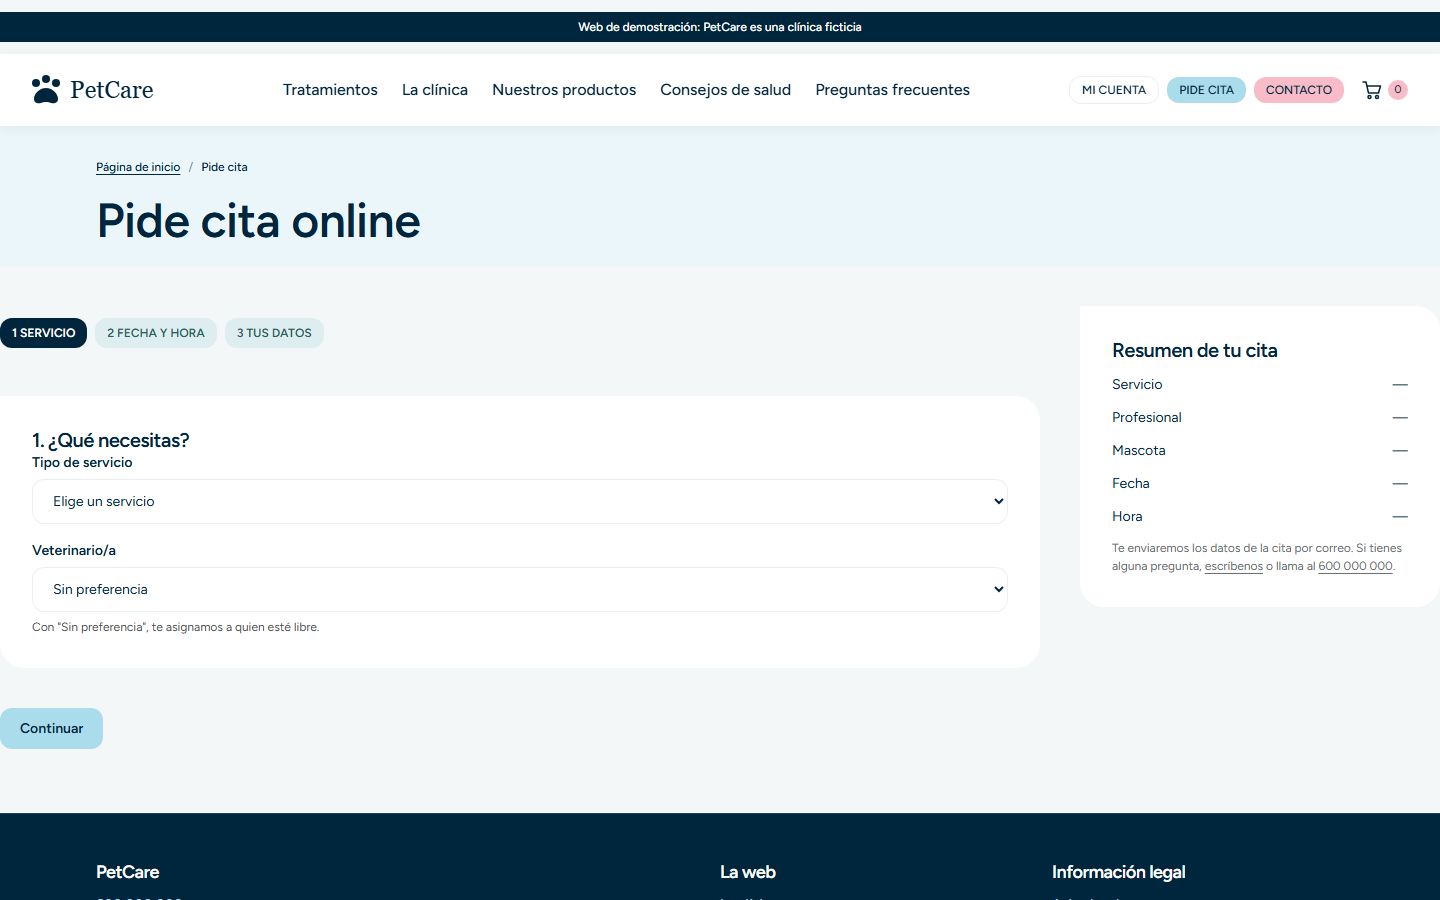 Web de demostración: PetCare es una clínica ficticia
PetCare
Tratamientos
La clínica
Nuestros productos
Consejos de salud
Preguntas frecuentes
MI CUENTA
PIDE CITA
CONTACTO
0
Página de inicio / Pide cita
Pide cita online
1 SERVICIO
2 FECHA Y HORA
3 TUS DATOS
1. ¿Qué necesitas?
Tipo de servicio
Elige un servicio
Veterinario/a
Sin preferencia
Con "Sin preferencia", te asignamos a quien esté libre.
Continuar
Resumen de tu cita
Servicio —
Profesional —
Mascota —
Fecha —
Hora —
Te enviaremos los datos de la cita por correo. Si tienes
alguna pregunta, escríbenos o llama al 600 000 000.
PetCare
La web
Información legal